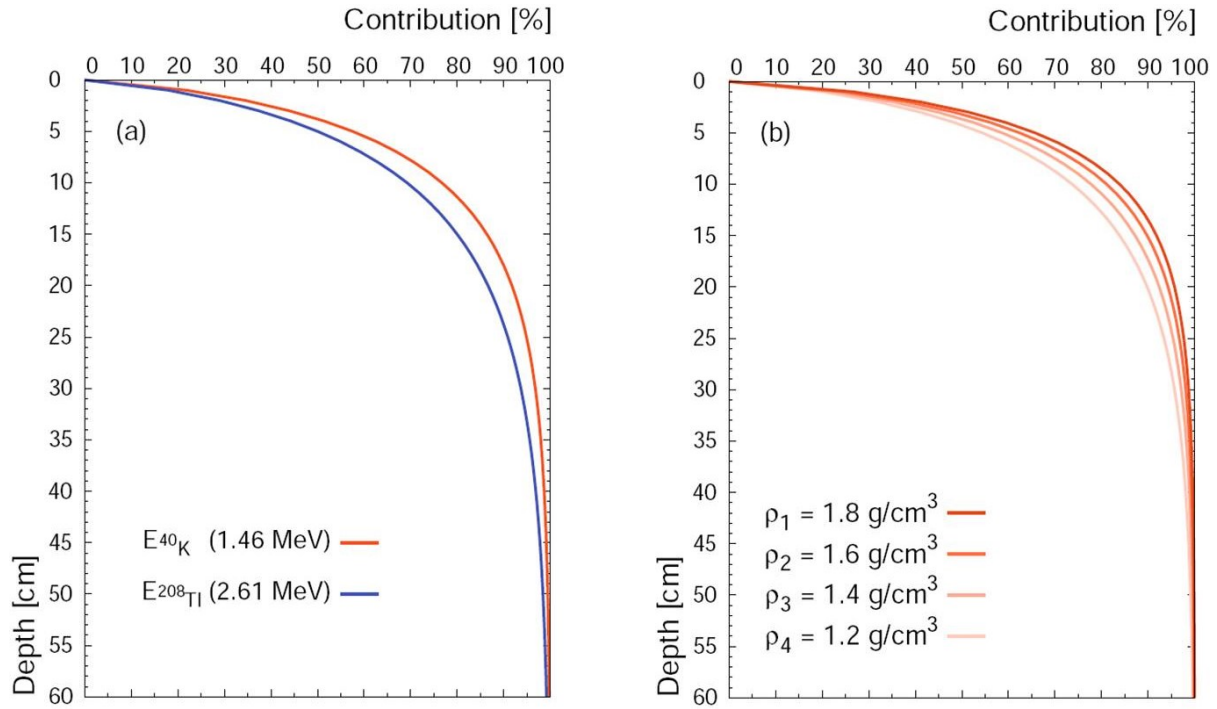 Contribution [%]
0 10 20 30 40 50 60 70 80 90 100
0
5
10
15
20
25
30
35
40
45
50
55
60
Depth [cm]
(a)
E⁴⁰K (1.46 MeV)
E²⁰⁸Tl (2.61 MeV)
Contribution [%]
0 10 20 30 40 50 60 70 80 90 100
0
5
10
15
20
25
30
35
40
45
50
55
60
Depth [cm]
(b)
ρ₁ = 1.8 g/cm³
ρ₂ = 1.6 g/cm³
ρ₃ = 1.4 g/cm³
ρ₄ = 1.2 g/cm³